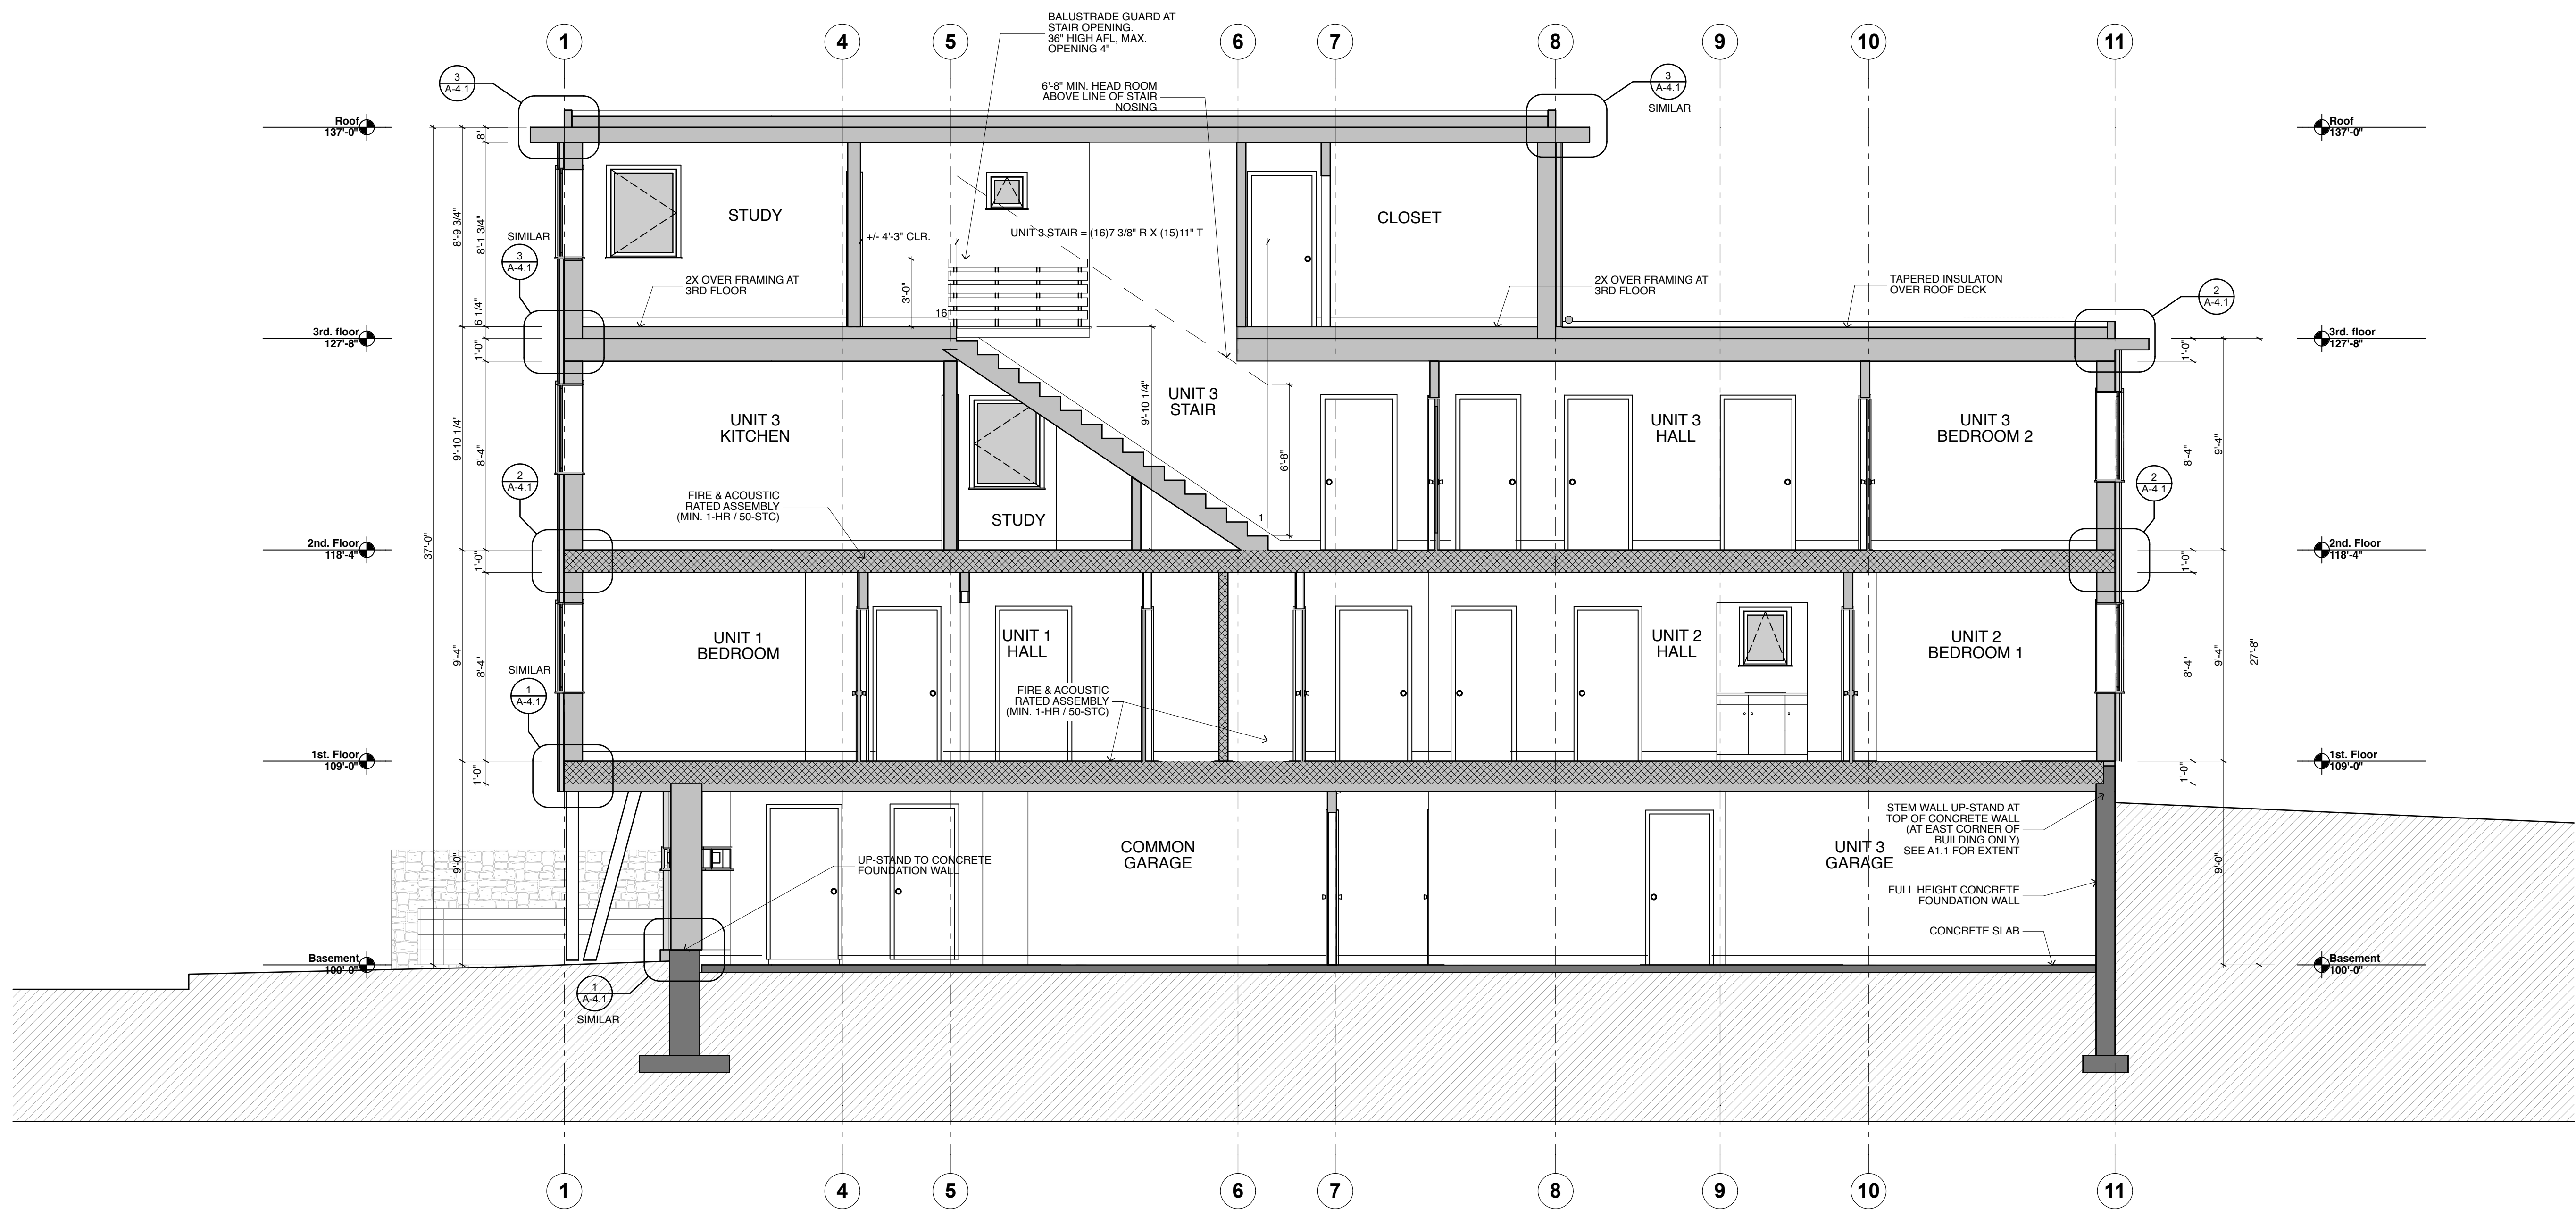 1
4
5
6
7
8
9
10
11
BALUSTRADE GUARD AT
STAIR OPENING.
36" HIGH AFL, MAX.
OPENING 4"
6'-8" MIN. HEAD ROOM
ABOVE LINE OF STAIR
NOSING
3
A-4.1
3
A-4.1
SIMILAR
Roof
137'-0"
Roof
137'-0"
8"
8'-9 3/4"
8'-1 3/4"
STUDY
CLOSET
+/- 4'-3" CLR.
UNIT 3 STAIR = (16)7 3/8" R X (15)11" T
SIMILAR
3
A-4.1
2X OVER FRAMING AT
3RD FLOOR
3'-0"
16
2X OVER FRAMING AT
3RD FLOOR
TAPERED INSULATON
OVER ROOF DECK
2
A-4.1
6 1/4"
3rd. floor
127'-8"
3rd. floor
127'-8"
1'-0"
1'-0"
UNIT 3
KITCHEN
UNIT 3
STAIR
UNIT 3
HALL
UNIT 3
BEDROOM 2
9'-10 1/4"
8'-4"
9'-10 1/4"
6'-8"
8'-4"
9'-4"
2
A-4.1
2
A-4.1
FIRE & ACOUSTIC
RATED ASSEMBLY
(MIN. 1-HR / 50-STC)
STUDY
1
37'-0"
2nd. Floor
118'-4"
2nd. Floor
118'-4"
1'-0"
1'-0"
UNIT 1
BEDROOM
UNIT 1
HALL
UNIT 2
HALL
UNIT 2
BEDROOM 1
9'-4"
8'-4"
8'-4"
9'-4"
27'-8"
SIMILAR
1
A-4.1
FIRE & ACOUSTIC
RATED ASSEMBLY
(MIN. 1-HR / 50-STC)
1st. Floor
109'-0"
1st. Floor
109'-0"
1'-0"
1'-0"
STEM WALL UP-STAND AT
TOP OF CONCRETE WALL
(AT EAST CORNER OF
BUILDING ONLY)
SEE A1.1 FOR EXTENT
COMMON
GARAGE
UNIT 3
GARAGE
9'-0"
9'-0"
UP-STAND TO CONCRETE
FOUNDATION WALL
FULL HEIGHT CONCRETE
FOUNDATION WALL
CONCRETE SLAB
Basement
100'-0"
Basement
100'-0"
1
A-4.1
SIMILAR
1
4
5
6
7
8
9
10
11